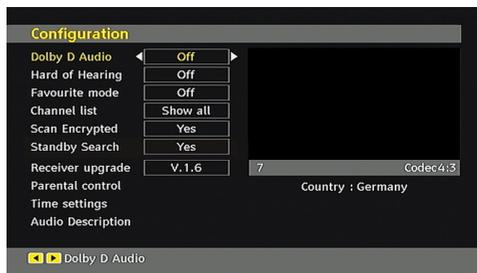 Configuration
Dolby D Audio Off
Hard of Hearing Off
Favourite mode Off
Channel list Show all
Scan Encrypted Yes
Standby Search Yes
Receiver upgrade V.1.6
Parental control
Time settings
Audio Description
7 Codec4:3
Country : Germany
Dolby D Audio